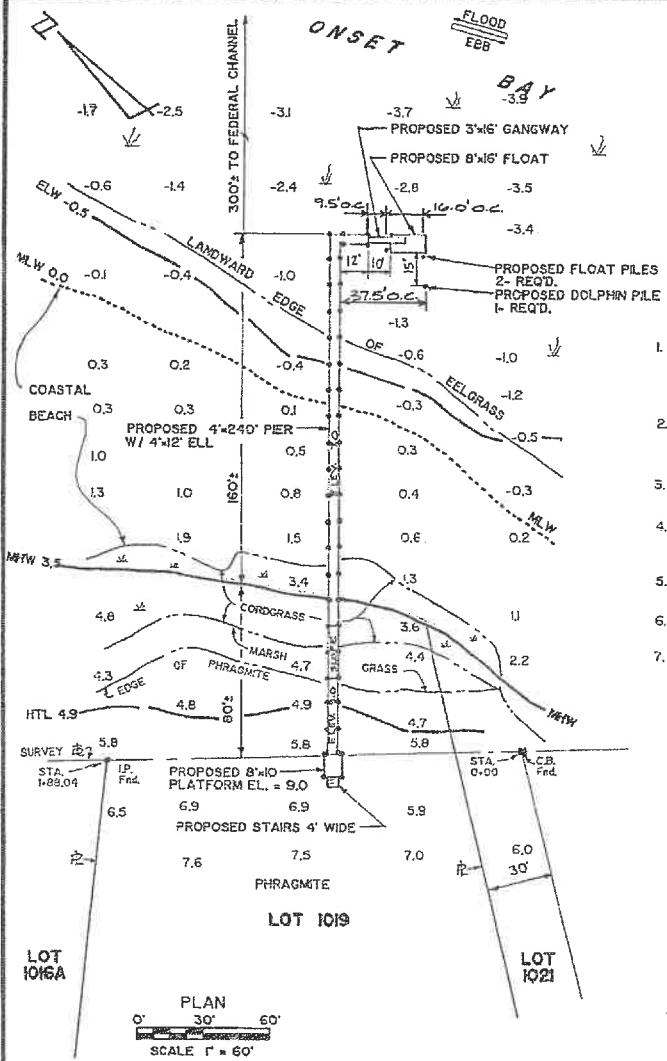 ONSET BAY
FLOOD
EBB
300'± TO FEDERAL CHANNEL
-1.7 -2.5 -3.1 -3.7 -3.9
PROPOSED 3'x16' GANGWAY
PROPOSED 8'x16' FLOAT
-0.6 -1.4 -2.4 -2.8 -3.5
9.5'O.C. 16.0'O.C.
-3.4
ELW -0.5
LANDWARD EDGE OF EELGRASS
MLW 0.0 -0.1 -0.4 -1.0
12' 10' 15'
37.5'O.C.
PROPOSED FLOAT PILES
2- REQ'D.
PROPOSED DOLPHIN PILE
1- REQ'D.
-1.3
0.3 0.2 -0.4 -0.6 -1.0
1.
COASTAL
BEACH
0.3 0.3 0.1 -0.3 -1.2
-0.5
2.
PROPOSED 4'x240' PIER
W/ 4'x12' ELL
1.0 0.5 0.3
160'±
1.3 1.0 0.8 0.4 -0.3
3.
MLW
4.
1.9 1.5 0.6 0.2
MHW 3.5
3.4 1.3
5.
CORDGRASS
4.8 3.6 1.1
6.
MARSH GRASS
4.3 4.7 4.4 2.2
7.
EDGE OF PHRAGMITE
80'±
HTL 4.9 4.8 4.9 4.7
MHW
SURVEY
5.8 5.8 5.8
STA.
1+88.04
I.P.
Fnd.
STA.
0+00
C.B.
Fnd.
PROPOSED 8'x10
PLATFORM EL. = 9.0
6.5 6.9 6.9 5.9
PROPOSED STAIRS 4' WIDE
7.6 7.5 7.0 6.0
30'
PHRAGMITE
LOT 1019
LOT
1016A
LOT
1021
PLAN
0' 30' 60'
SCALE 1" = 60'